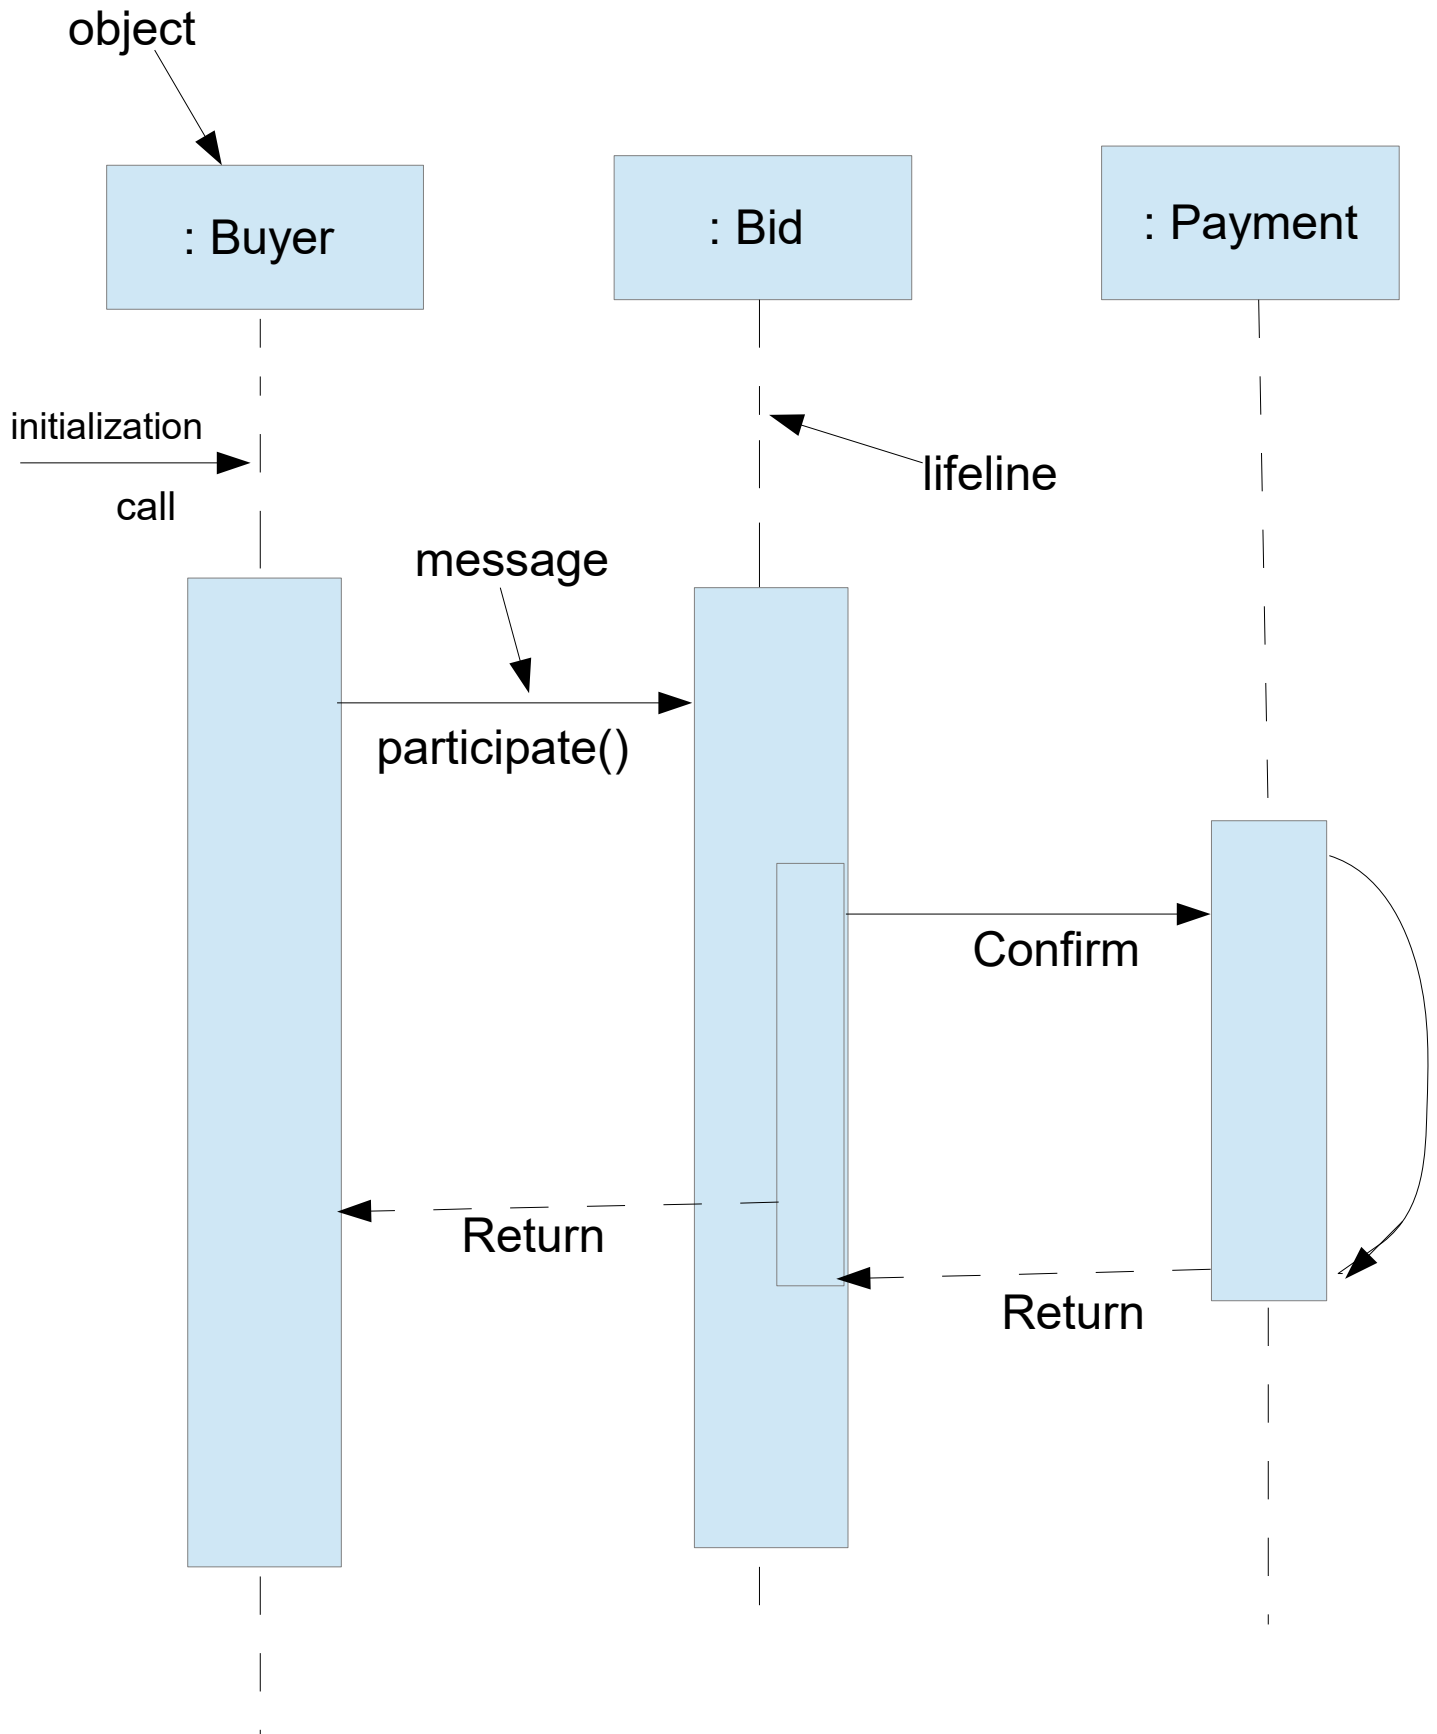 object
: Buyer
: Bid
: Payment
initialization
call
lifeline
message
participate()
Confirm
Return
Return